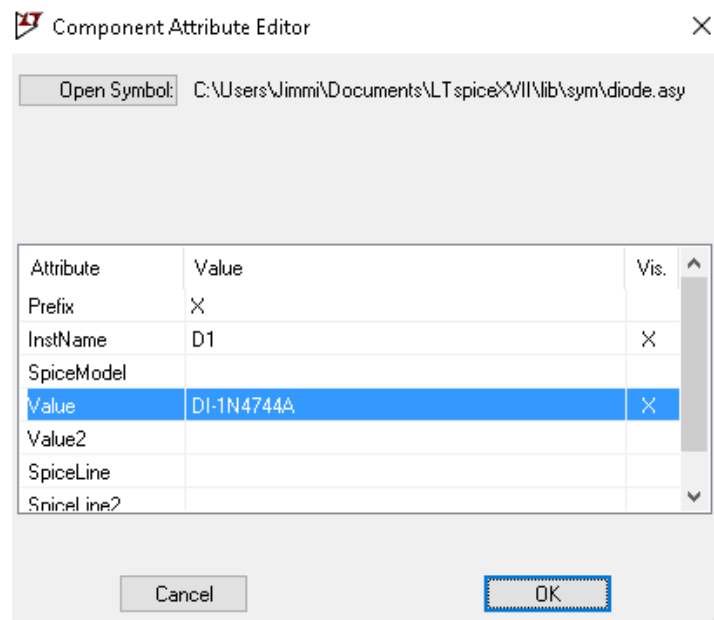 Component Attribute Editor
Open Symbol: C:\Users\Jimmi\Documents\LTspiceXVII\lib\sym\diode.asy
Attribute Value Vis.
Prefix X
InstName D1 X
SpiceModel
Value DI-1N4744A X
Value2
SpiceLine
SpiceLine2
Cancel OK